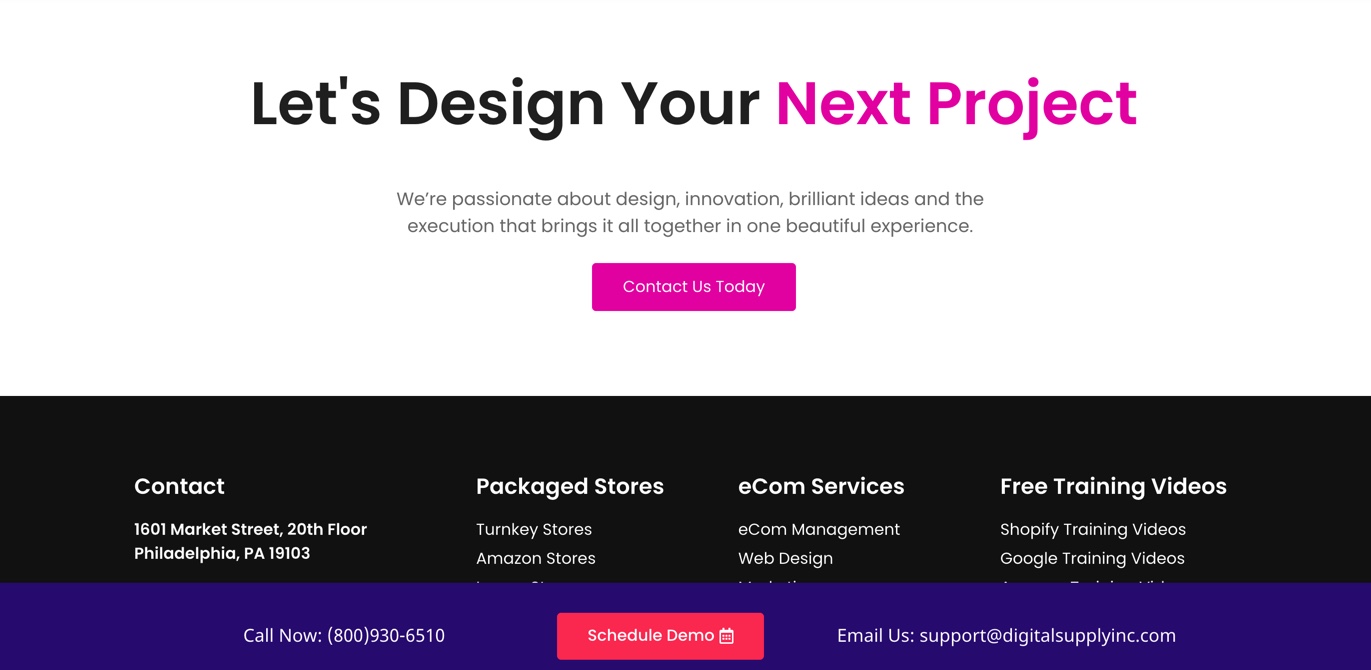 Let's Design Your Next Project
We’re passionate about design, innovation, brilliant ideas and the
execution that brings it all together in one beautiful experience.
Contact Us Today
Contact
1601 Market Street, 20th Floor
Philadelphia, PA 19103
Packaged Stores
Turnkey Stores
Amazon Stores
eCom Services
eCom Management
Web Design
Free Training Videos
Shopify Training Videos
Google Training Videos
Call Now: (800)930-6510
Schedule Demo
Email Us: support@digitalsupplyinc.com